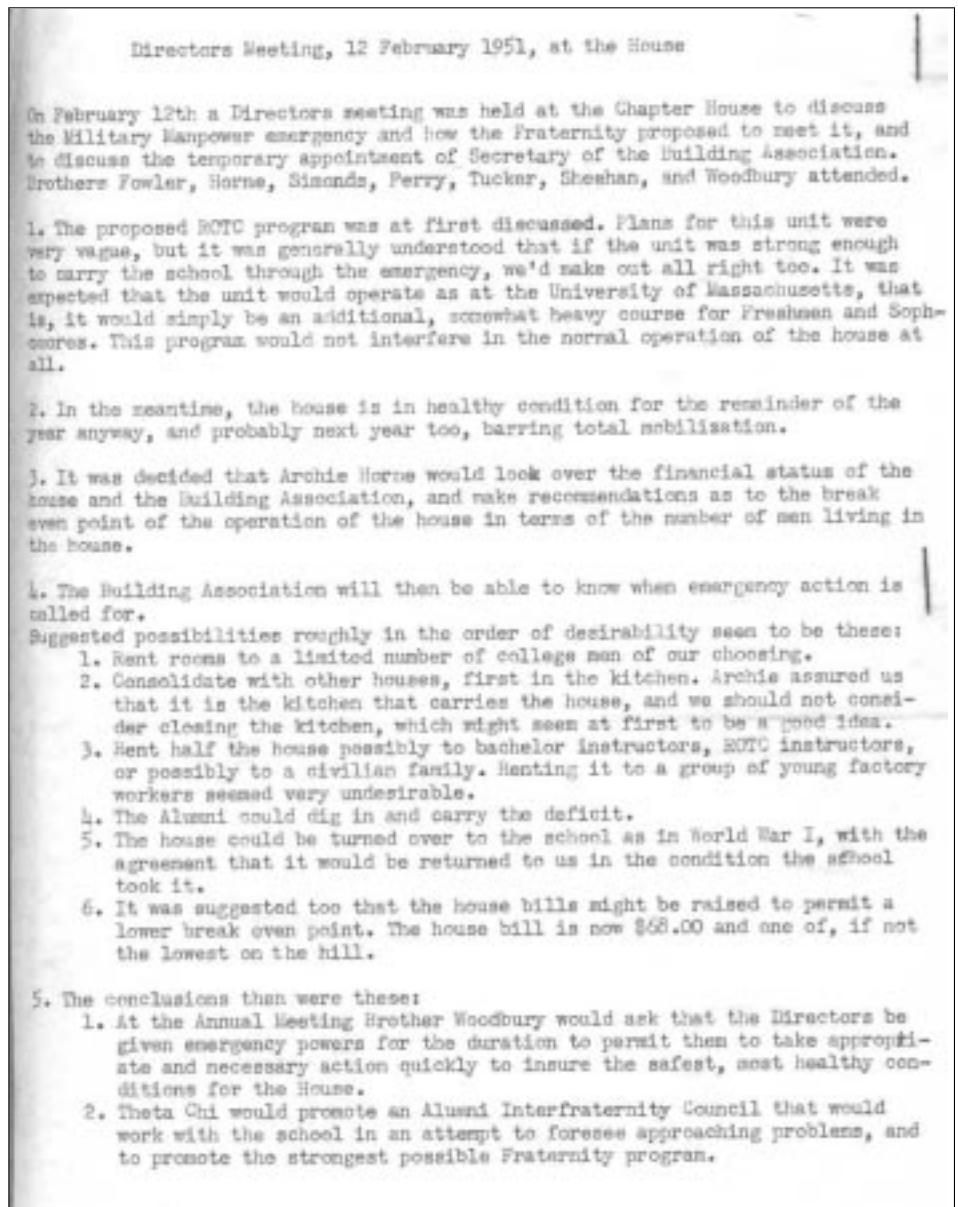 Directors Meeting, 12 February 1951, at the House
On February 12th a Directors meeting was held at the Chapter House to discuss
the Military Manpower emergency and how the Fraternity proposed to meet it, and
to discuss the temporary appointment of Secretary of the Building Association.
Brothers Fowler, Horne, Simonds, Perry, Tucker, Sheehan, and Woodbury attended.
1. The proposed ROTC program was at first discussed. Plans for this unit were
very vague, but it was generally understood that if the unit was strong enough
to carry the school through the emergency, we'd make out all right too. It was
expected that the unit would operate as at the University of Massachusetts, that
is, it would simply be an additional, somewhat heavy course for Freshmen and Soph-
omores. This program would not interfere in the normal operation of the house at
all.
2. In the meantime, the house is in healthy condition for the remainder of the
year anyway, and probably next year too, barring total mobilization.
3. It was decided that Archie Horne would look over the financial status of the
house and the Building Association, and make recommendations as to the break
even point of the operation of the house in terms of the number of men living in
the house.
4. The Building Association will then be able to know when emergency action is
called for.
Suggested possibilities roughly in the order of desirability seem to be these:
1. Rent rooms to a limited number of college men of our choosing.
2. Consolidate with other houses, first in the kitchen. Archie assured us
that it is the kitchen that carries the house, and we should not consi-
der closing the kitchen, which might seem at first to be a good idea.
3. Rent half the house possibly to bachelor instructors, ROTC instructors,
or possibly to a civilian family. Renting it to a group of young factory
workers seemed very undesirable.
4. The Alumni could dig in and carry the deficit.
5. The house could be turned over to the school as in World War I, with the
agreement that it would be returned to us in the condition the school
took it.
6. It was suggested too that the house bills might be raised to permit a
lower break even point. The house bill is now $68.00 and one of, if not
the lowest on the hill.
5. The conclusions then were these:
1. At the Annual Meeting Brother Woodbury would ask that the Directors be
given emergency powers for the duration to permit them to take appropri-
ate and necessary action quickly to insure the safest, most healthy con-
ditions for the House.
2. Theta Chi would promote an Alumni Interfraternity Council that would
work with the school in an attempt to foresee approaching problems, and
to promote the strongest possible Fraternity program.